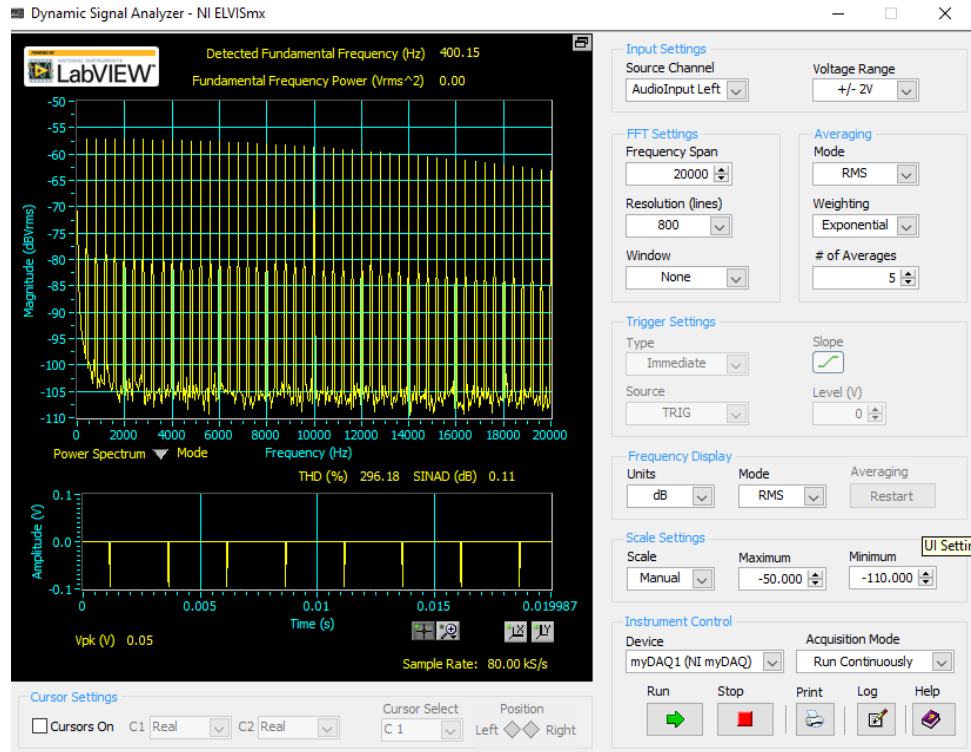 Dynamic Signal Analyzer - NI ELVISmx
POWERED BY
NATIONAL INSTRUMENTS
LabVIEW
Detected Fundamental Frequency (Hz) 400.15
Fundamental Frequency Power (Vrms^2) 0.00
-50
-55
-60
-65
-70
-75
-80
-85
-90
-95
-100
-105
-110
Magnitude (dBVrms)
0 2000 4000 6000 8000 10000 12000 14000 16000 18000 20000
Power Spectrum Mode Frequency (Hz)
THD (%) 296.18 SINAD (dB) 0.11
0.1
0.0
-0.1
Amplitude (V)
0 0.005 0.01 0.015 0.019987
Time (s)
Vpk (V) 0.05
Sample Rate: 80.00 kS/s
Cursor Settings
Cursors On C1 Real C2 Real
Cursor Select
C 1
Position
Left Right
Input Settings
Source Channel
AudioInput Left
Voltage Range
+/- 2V
FFT Settings
Frequency Span
20000
Resolution (lines)
800
Window
None
Averaging
Mode
RMS
Weighting
Exponential
# of Averages
5
Trigger Settings
Type
Immediate
Slope
Source
TRIG
Level (V)
0
Frequency Display
Units
dB
Mode
RMS
Averaging
Restart
Scale Settings
UI Settin
Scale
Manual
Maximum
-50.000
Minimum
-110.000
Instrument Control
Device
myDAQ1 (NI myDAQ)
Acquisition Mode
Run Continuously
Run Stop Print Log Help